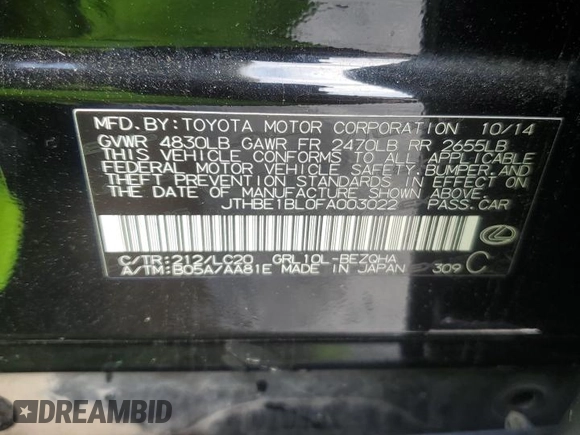 MFD.BY:TOYOTA MOTOR CORPORATION 10/14
GVWR 4830LB GAWR FR 2470LB RR 2655LB
THIS VEHICLE CONFORMS TO ALL APPLICABLE
FEDERAL MOTOR VEHICLE SAFETY,BUMPER,AND
THEFT PREVENTION STANDARDS IN EFFECT ON
THE DATE OF MANUFACTURE SHOWN ABOVE.
JTHBE1BL0FA003022 PASS.CAR
C/TR:212/LC20 GRL10L-BEZQHA
A/TM:B05A/AA81E MADE IN JAPAN 309 C
DREAMBID